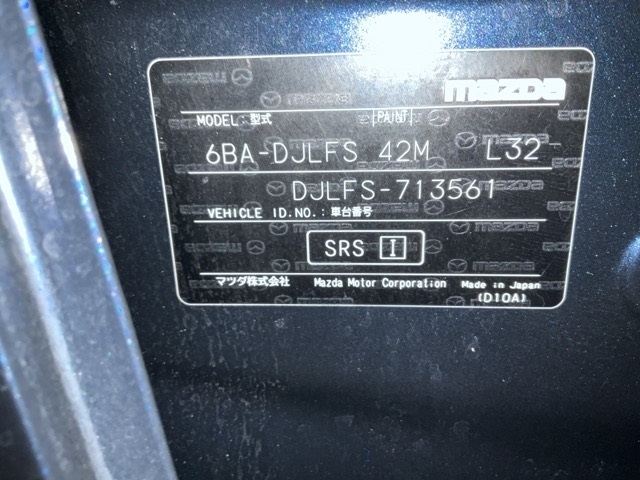 mazda
MODEL:型式 PAINT
6BA-DJLFS 42M L32
DJLFS-713561
VEHICLE ID.NO.:車台番号
SRS I
マツダ株式会社 Mazda Motor Corporation Made in Japan
(D10A)